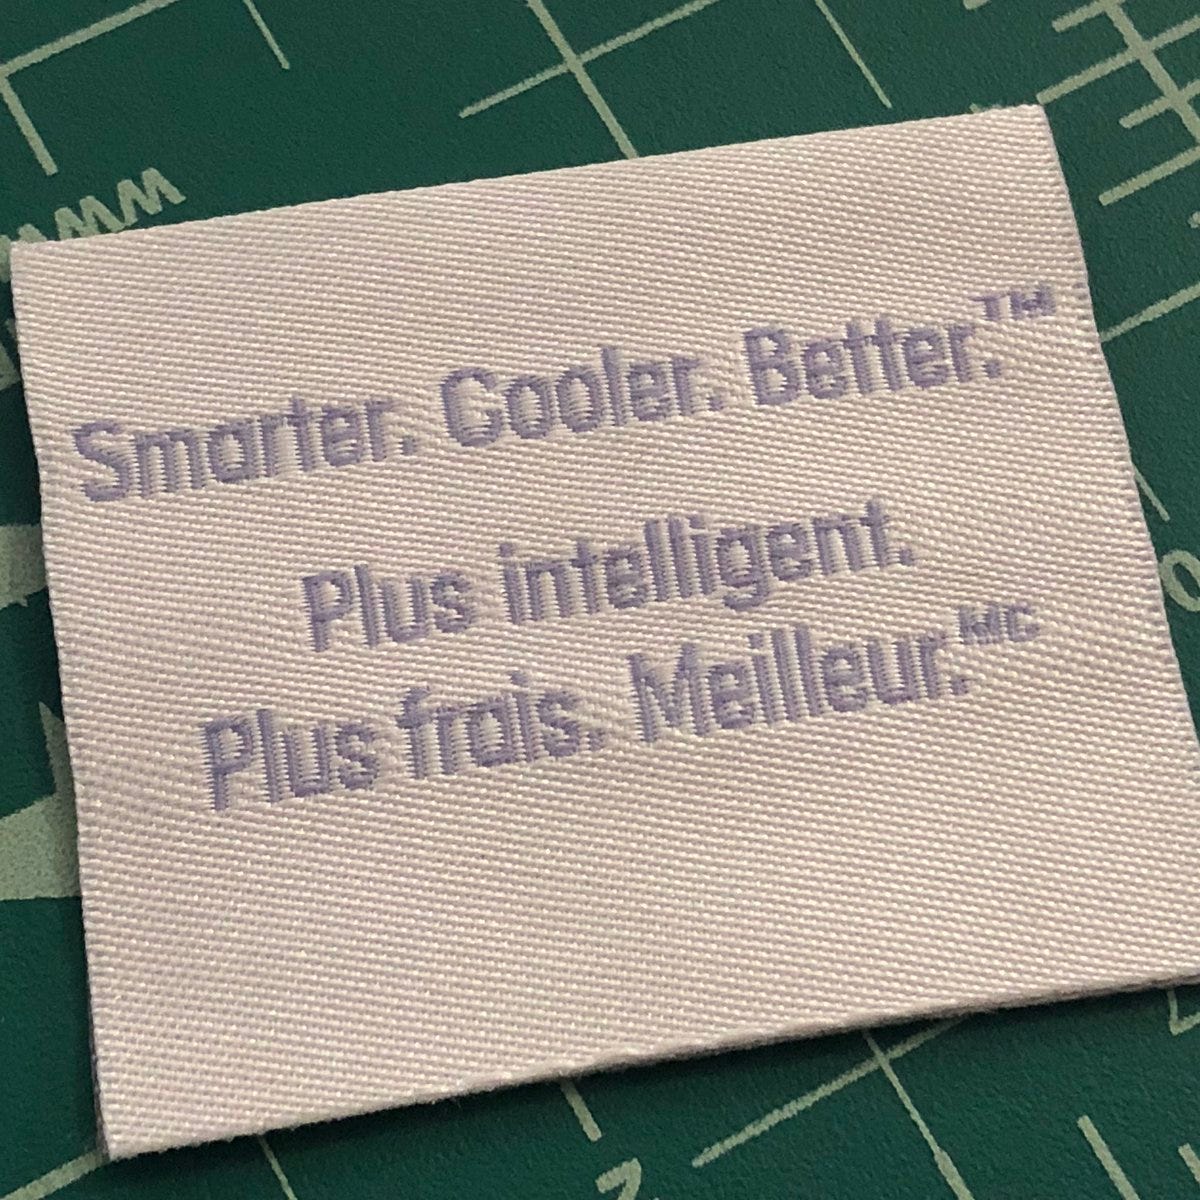 Smarter. Cooler. Better.™
Plus intelligent.
Plus frais. Meilleur.ᴹᶜ